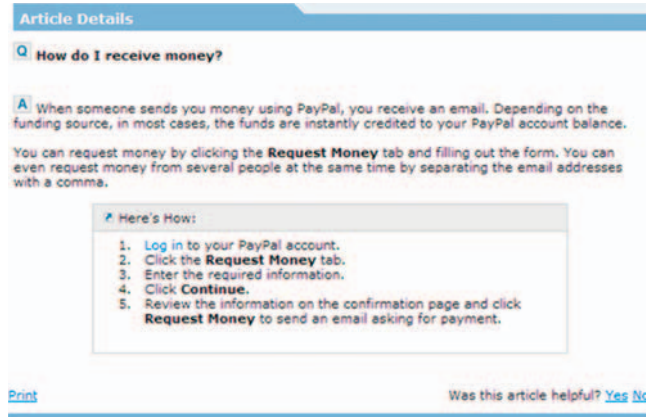 Article Details
Q How do I receive money?
A When someone sends you money using PayPal, you receive an email. Depending on the
funding source, in most cases, the funds are instantly credited to your PayPal account balance.
You can request money by clicking the Request Money tab and filling out the form. You can
even request money from several people at the same time by separating the email addresses
with a comma.
Here's How:
1. Log in to your PayPal account.
2. Click the Request Money tab.
3. Enter the required information.
4. Click Continue.
5. Review the information on the confirmation page and click
Request Money to send an email asking for payment.
Print
Was this article helpful? Yes No